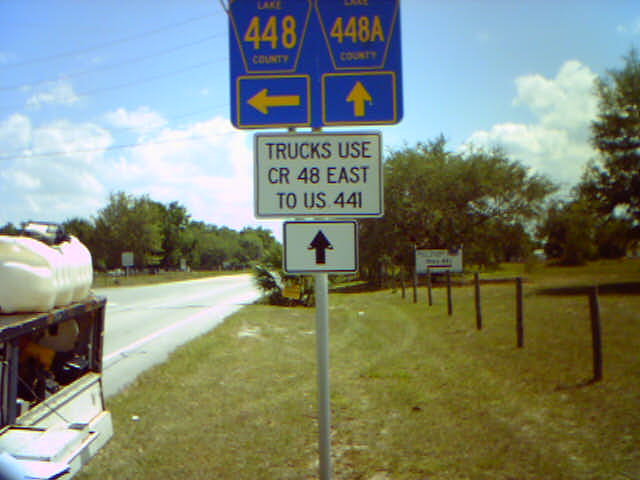 LAKE
448
COUNTY
LAKE
448A
COUNTY
TRUCKS USE
CR 48 EAST
TO US 441